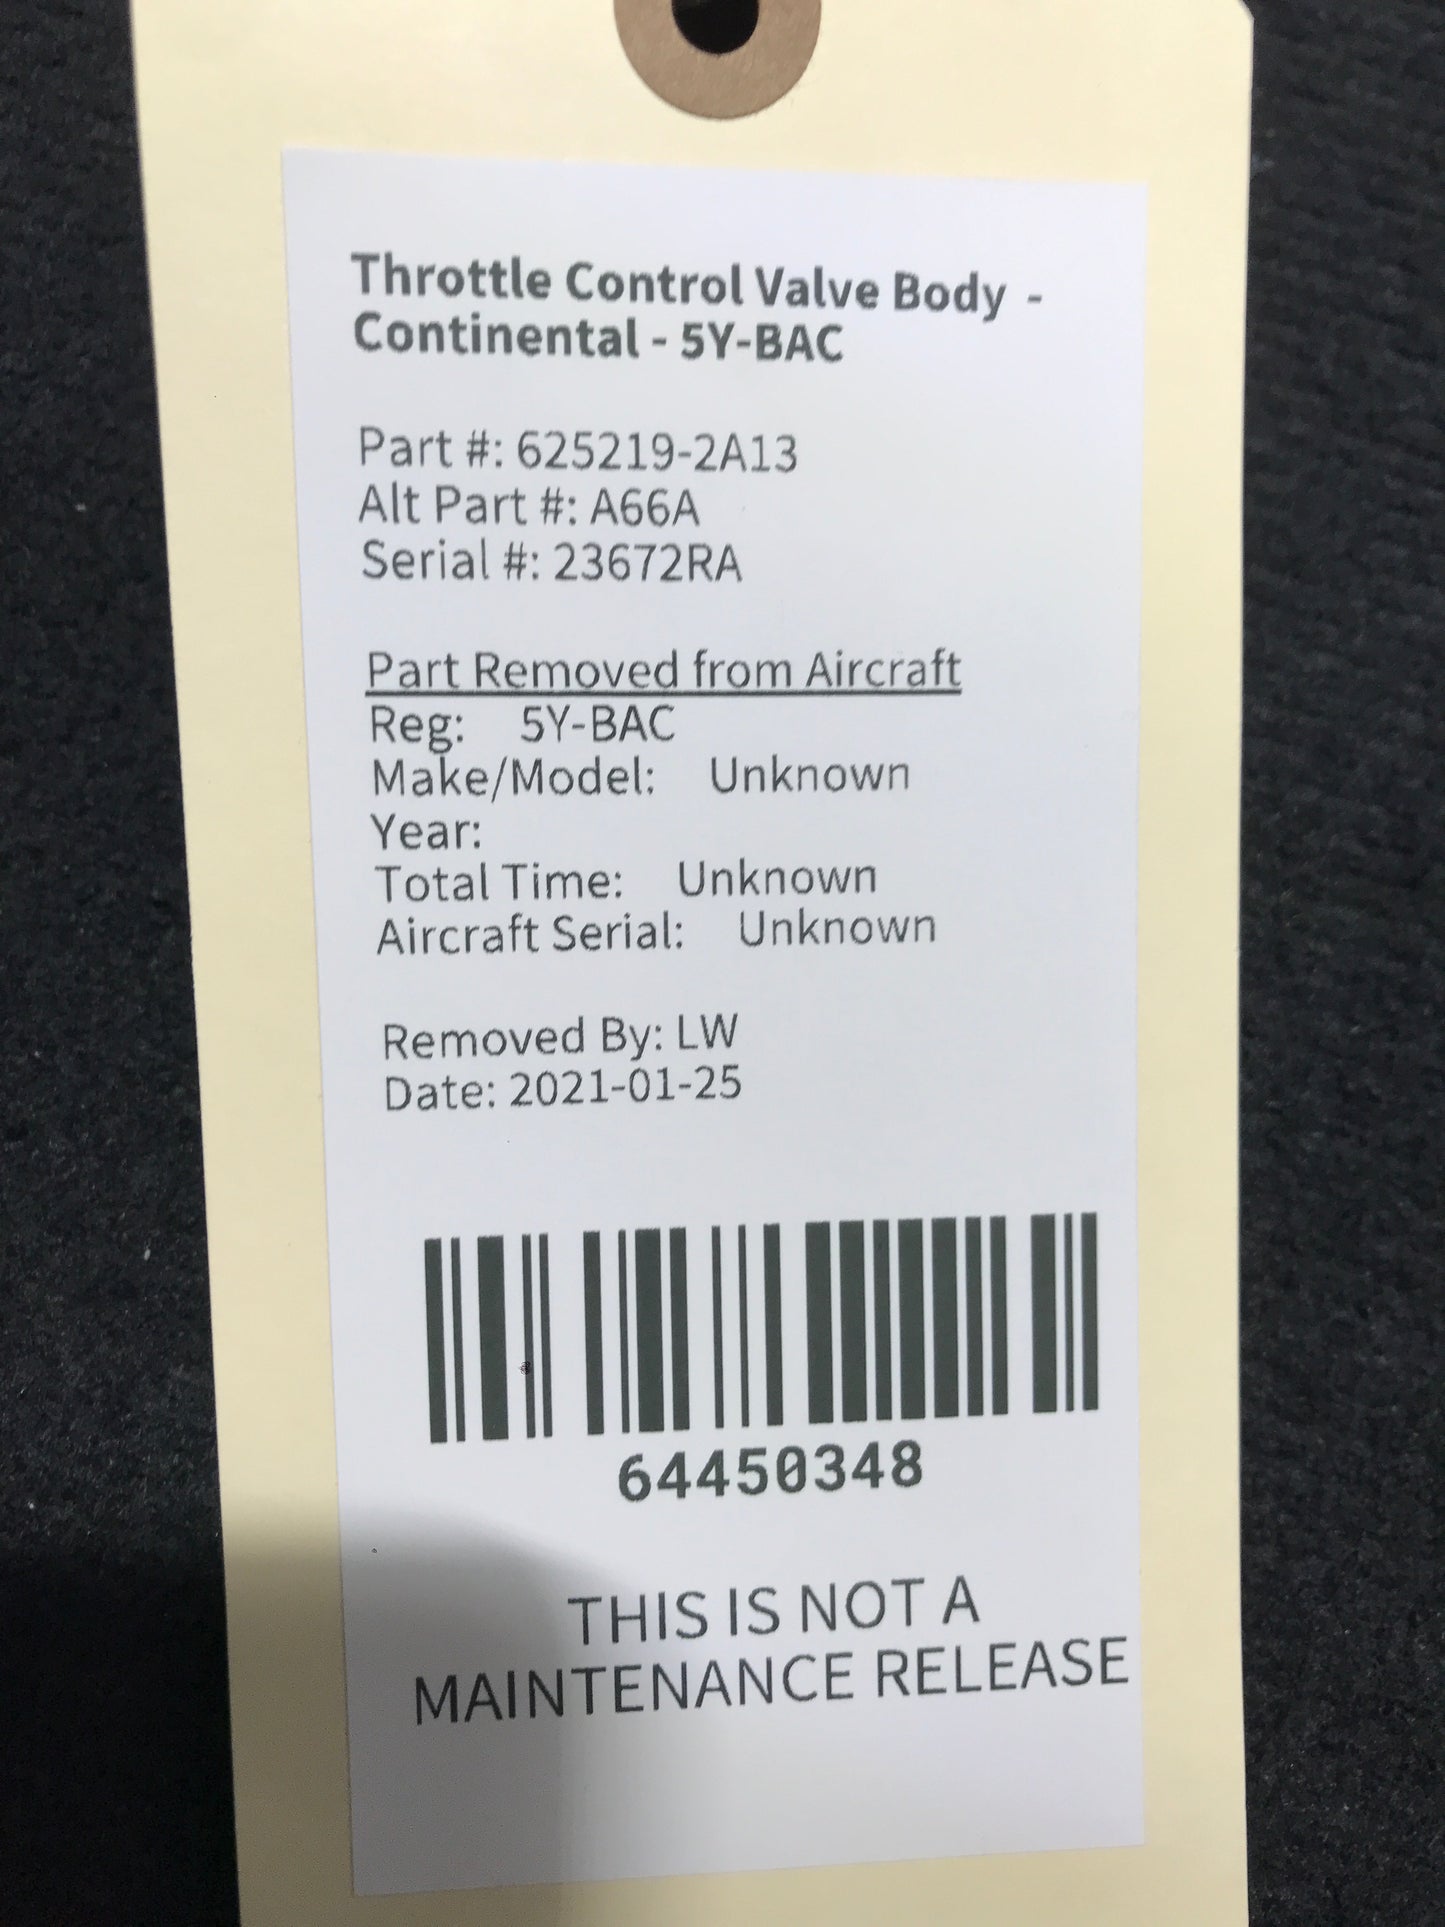 Throttle Control Valve Body -
Continental - 5Y-BAC
Part #: 625219-2A13
Alt Part #: A66A
Serial #: 23672RA
Part Removed from Aircraft
Reg: 5Y-BAC
Make/Model: Unknown
Year:
Total Time: Unknown
Aircraft Serial: Unknown
Removed By: LW
Date: 2021-01-25
64450348
THIS IS NOT A
MAINTENANCE RELEASE